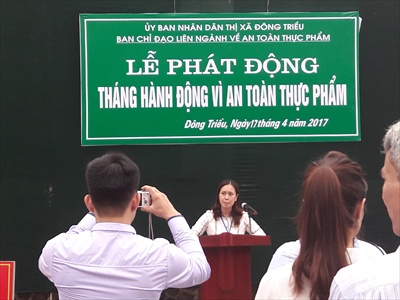 ỦY BAN NHÂN DÂN THỊ XÃ ĐÔNG TRIỀU
BAN CHỈ ĐẠO LIÊN NGÀNH VỀ AN TOÀN THỰC PHẨM
LỄ PHÁT ĐỘNG
THÁNG HÀNH ĐỘNG VÌ AN TOÀN THỰC PHẨM
Đông Triều, Ngày 17 tháng 4 năm 2017